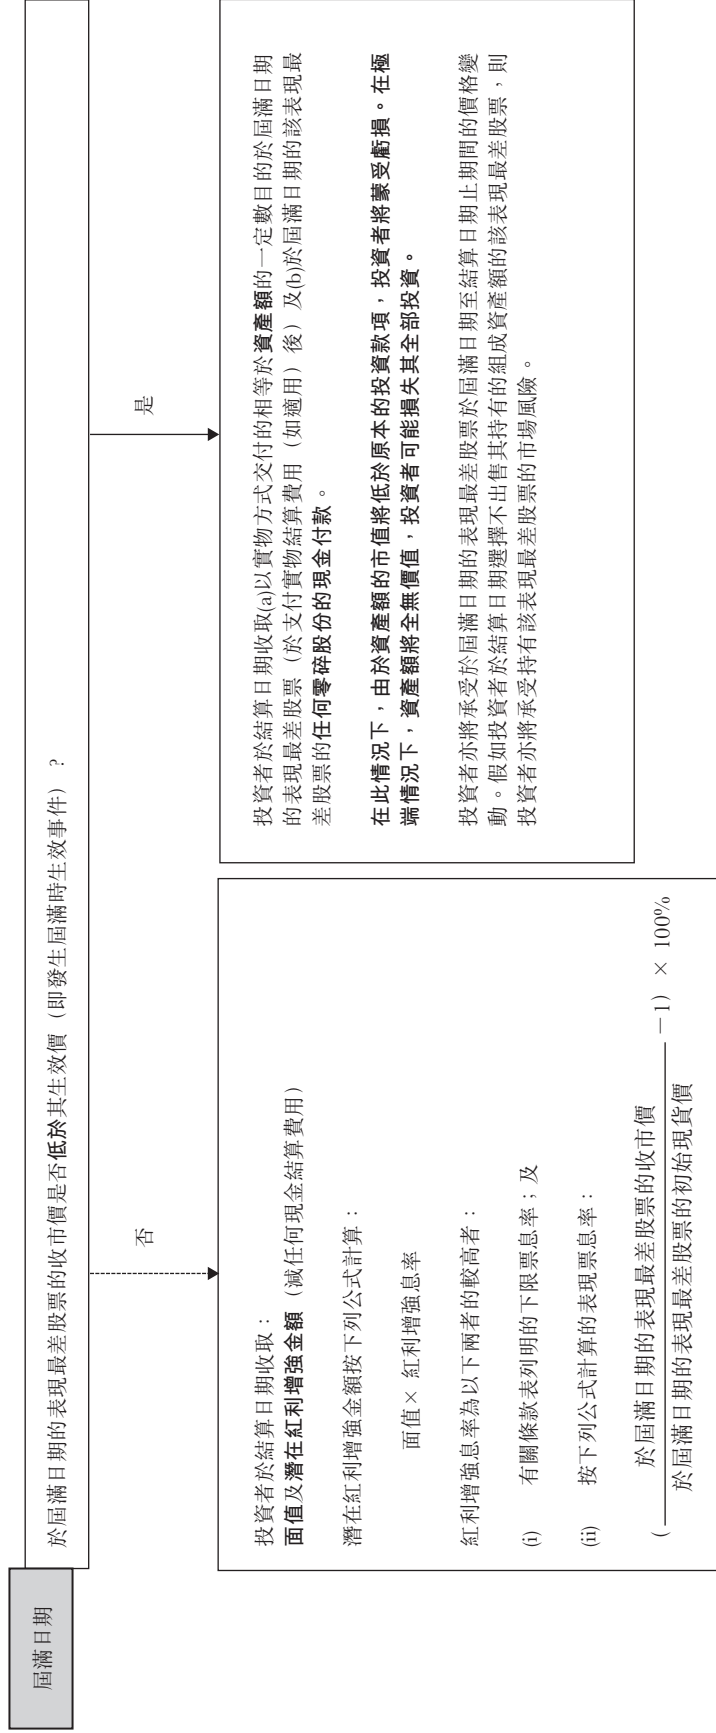 屆滿日期
於屆滿日期的表現最差股票的收市價是否低於其生效價（即發生屆滿時生效事件）？
否
是
投資者於結算日期收取：
面值及潛在紅利增強金額（減任何現金結算費用）
潛在紅利增強金額按下列公式計算：
面值× 紅利增強息率
紅利增強息率為以下兩者的較高者：
(i) 有關條款表列明的下限票息率；及
(ii) 按下列公式計算的表現票息率：
於屆滿日期的表現最差股票的收市價
( －1) × 100%
於屆滿日期的表現最差股票的初始現貨價
投資者於結算日期收取(a)以實物方式交付的相等於資產額的一定數目的於屆滿日期
的表現最差股票（於支付實物結算費用（如適用）後）及(b)於屆滿日期的該表現最
差股票的任何零碎股份的現金付款。
在此情況下，由於資產額的市值將低於原本的投資款項，投資者將蒙受虧損。在極
端情況下，資產額將全無價值，投資者可能損失其全部投資。
投資者亦將承受於屆滿日期的表現最差股票於屆滿日期至結算日期止期間的價格變
動。假如投資者於結算日期選擇不出售其持有的組成資產額的該表現最差股票，則
投資者亦將承受持有該表現最差股票的市場風險。